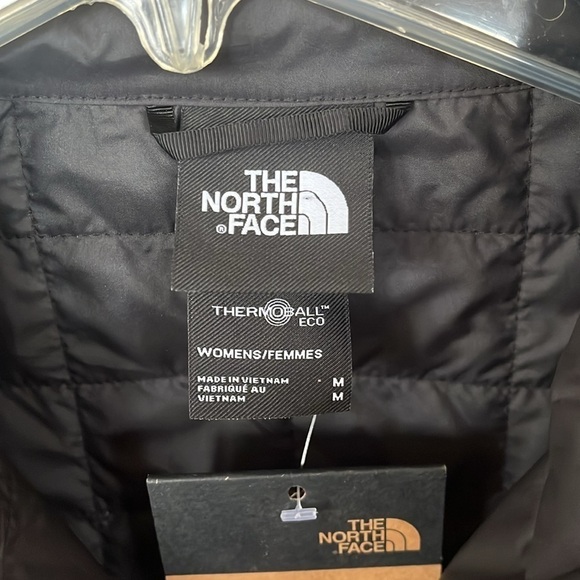 THE
NORTH
FACE®
THERMOBALL™
ECO
WOMENS/FEMMES
MADE IN VIETNAM - M
FABRIQUÉ AU
VIETNAM M
THE
NORTH
FACE